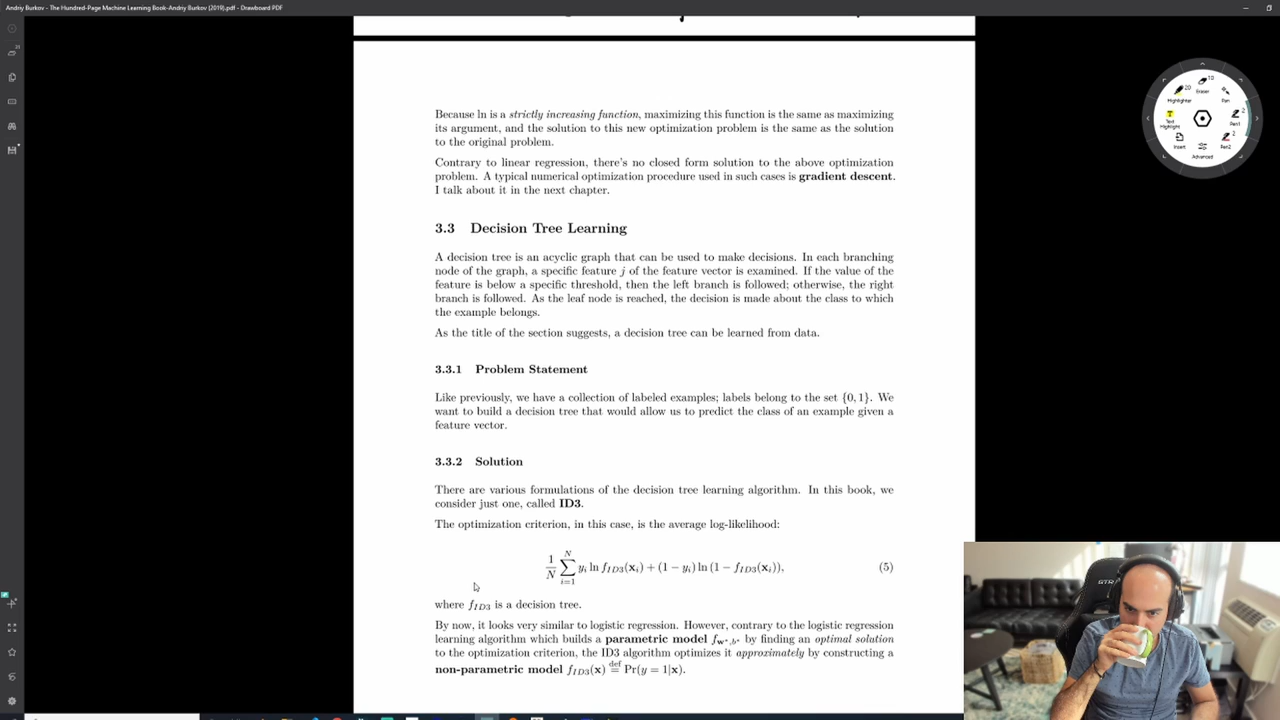 Andriy Burkov - The Hundred-Page Machine Learning Book-Andriy Burkov (2019).pdf - Drawboard PDF
Because ln is a strictly increasing function, maximizing this function is the same as maximizing
its argument, and the solution to this new optimization problem is the same as the solution
to the original problem.
Contrary to linear regression, there's no closed form solution to the above optimization
problem. A typical numerical optimization procedure used in such cases is gradient descent.
I talk about it in the next chapter.
3.3 Decision Tree Learning
A decision tree is an acyclic graph that can be used to make decisions. In each branching
node of the graph, a specific feature j of the feature vector is examined. If the value of the
feature is below a specific threshold, then the left branch is followed; otherwise, the right
branch is followed. As the leaf node is reached, the decision is made about the class to which
the example belongs.
As the title of the section suggests, a decision tree can be learned from data.
3.3.1 Problem Statement
Like previously, we have a collection of labeled examples; labels belong to the set {0, 1}. We
want to build a decision tree that would allow us to predict the class of an example given a
feature vector.
3.3.2 Solution
There are various formulations of the decision tree learning algorithm. In this book, we
consider just one, called ID3.
The optimization criterion, in this case, is the average log-likelihood:
1/N ∑_{i=1}^{N} y_i ln f_{ID3}(x_i) + (1 − y_i) ln (1 − f_{ID3}(x_i)), (5)
where f_{ID3} is a decision tree.
By now, it looks very similar to logistic regression. However, contrary to the logistic regression
learning algorithm which builds a parametric model f_{w*,b*} by finding an optimal solution
to the optimization criterion, the ID3 algorithm optimizes it approximately by constructing a
non-parametric model f_{ID3}(x) def= Pr(y = 1|x).
Highlighter
20
Eraser
10
Pen
Text Highlight
Pen1
2
Insert
Pen2
2
Advanced
GTR